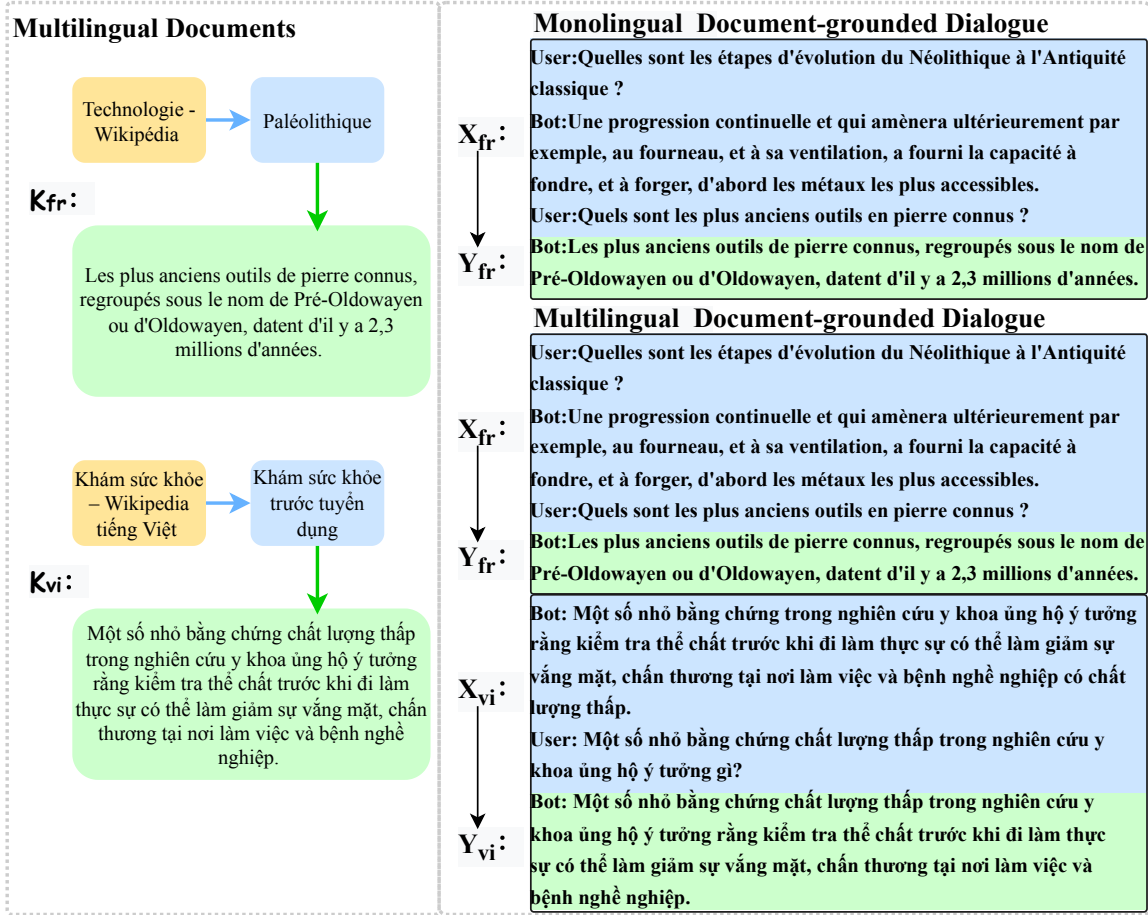 Multilingual Documents
Technologie -
Wikipédia
Paléolithique
Kfr:
Les plus anciens outils de pierre connus,
regroupés sous le nom de Pré-Oldowayen
ou d'Oldowayen, datent d'il y a 2,3
millions d'années.
Khám sức khỏe
– Wikipedia
tiếng Việt
Khám sức khỏe
trước tuyển
dụng
Kvi:
Một số nhỏ bằng chứng chất lượng thấp
trong nghiên cứu y khoa ủng hộ ý tưởng
rằng kiểm tra thể chất trước khi đi làm
thực sự có thể làm giảm sự vắng mặt, chấn
thương tại nơi làm việc và bệnh nghề
nghiệp.
Monolingual Document-grounded Dialogue
User:Quelles sont les étapes d'évolution du Néolithique à l'Antiquité
classique ?
Xfr:
Bot:Une progression continuelle et qui amènera ultérieurement par
exemple, au fourneau, et à sa ventilation, a fourni la capacité à
fondre, et à forger, d'abord les métaux les plus accessibles.
User:Quels sont les plus anciens outils en pierre connus ?
Yfr:
Bot:Les plus anciens outils de pierre connus, regroupés sous le nom de
Pré-Oldowayen ou d'Oldowayen, datent d'il y a 2,3 millions d'années.
Multilingual Document-grounded Dialogue
User:Quelles sont les étapes d'évolution du Néolithique à l'Antiquité
classique ?
Xfr:
Bot:Une progression continuelle et qui amènera ultérieurement par
exemple, au fourneau, et à sa ventilation, a fourni la capacité à
fondre, et à forger, d'abord les métaux les plus accessibles.
User:Quels sont les plus anciens outils en pierre connus ?
Yfr:
Bot:Les plus anciens outils de pierre connus, regroupés sous le nom de
Pré-Oldowayen ou d'Oldowayen, datent d'il y a 2,3 millions d'années.
Bot: Một số nhỏ bằng chứng trong nghiên cứu y khoa ủng hộ ý tưởng
rằng kiểm tra thể chất trước khi đi làm thực sự có thể làm giảm sự
vắng mặt, chấn thương tại nơi làm việc và bệnh nghề nghiệp có chất
lượng thấp.
Xvi:
User: Một số nhỏ bằng chứng chất lượng thấp trong nghiên cứu y
khoa ủng hộ ý tưởng gì?
Yvi:
Bot: Một số nhỏ bằng chứng chất lượng thấp trong nghiên cứu y
khoa ủng hộ ý tưởng rằng kiểm tra thể chất trước khi đi làm thực
sự có thể làm giảm sự vắng mặt, chấn thương tại nơi làm việc và
bệnh nghề nghiệp.